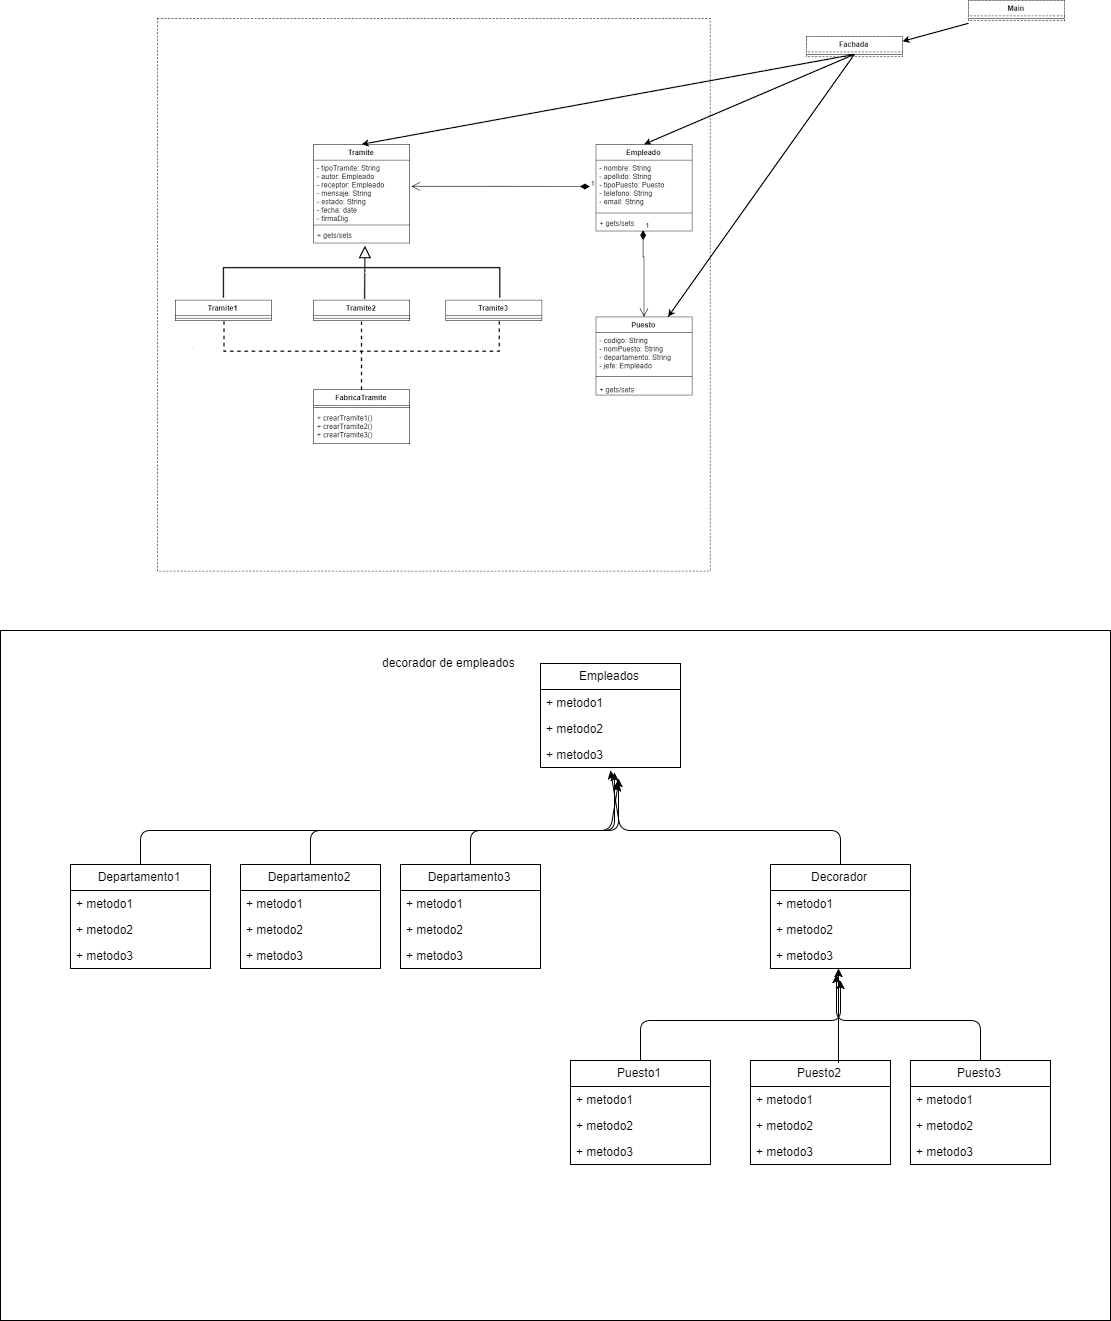 Main
Fachada
Tramite
- tipoTramite: String
- autor: Empleado
- receptor: Empleado
- mensaje: String
- estado: String
- fecha: date
- firmaDig
+ gets/sets
Empleado
- nombre: String
- apellido: String
- tipoPuesto: Puesto
- telefono: String
- email: String
+ gets/sets
1
1
Tramite1
Tramite2
Tramite3
Puesto
- codigo: String
- nomPuesto: String
- departamento: String
- jefe: Empleado
+ gets/sets
FabricaTramite
+ crearTramite1()
+ crearTramite2()
+ crearTramite3()
decorador de empleados
Empleados
+ metodo1
+ metodo2
+ metodo3
Departamento1
+ metodo1
+ metodo2
+ metodo3
Departamento2
+ metodo1
+ metodo2
+ metodo3
Departamento3
+ metodo1
+ metodo2
+ metodo3
Decorador
+ metodo1
+ metodo2
+ metodo3
Puesto1
+ metodo1
+ metodo2
+ metodo3
Puesto2
+ metodo1
+ metodo2
+ metodo3
Puesto3
+ metodo1
+ metodo2
+ metodo3